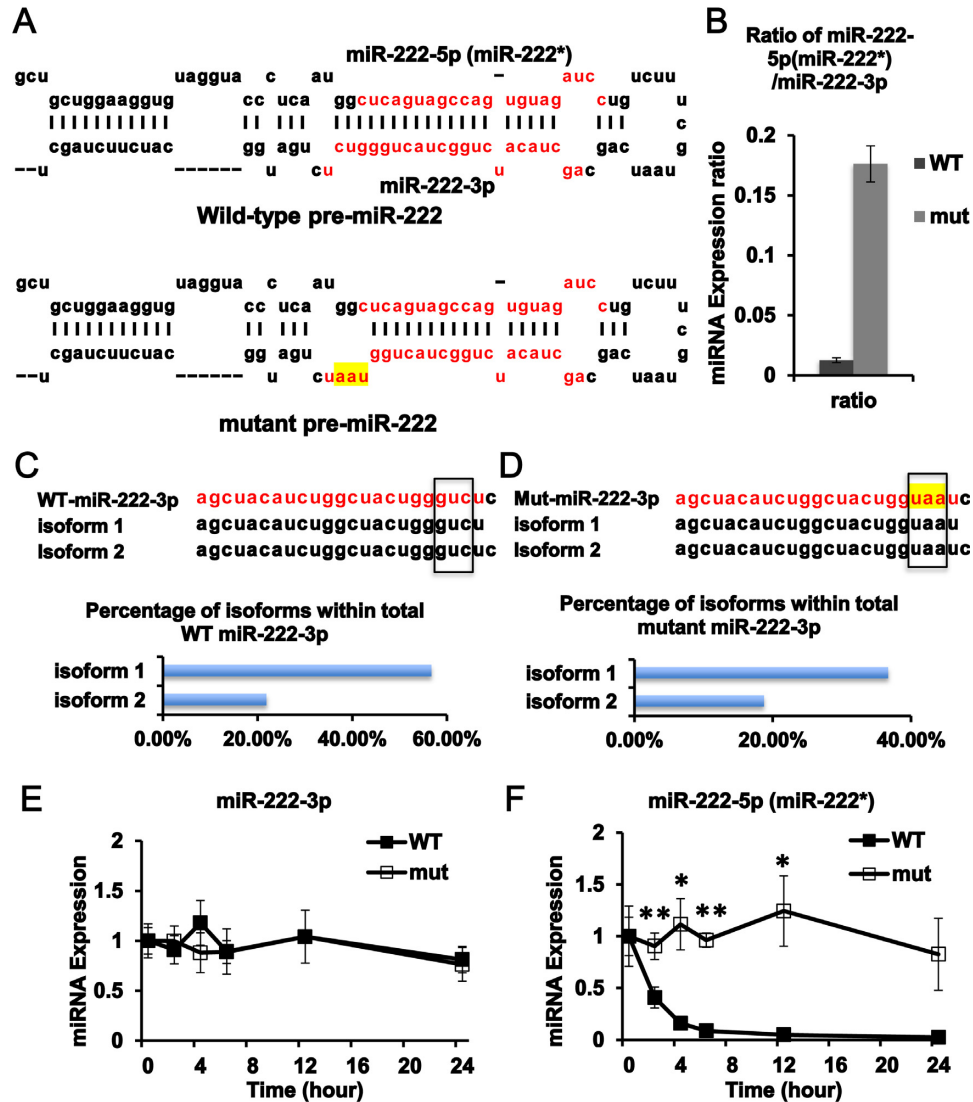 A
miR-222-5p (miR-222*)
gcu uaggua c au – auc ucuu
gcuggaaggug cc uca ggcucaguagccag uguag cug u
| | | | | | | | | | | | | | | | | | | | | | | | | | | | | | | | | | | | c
cgaucuucuac gg agu cugggucaucgguc acauc gac g
--u ------ u cu u gac uaau
miR-222-3p
Wild-type pre-miR-222
gcu uaggua c au – auc ucuu
gcuggaaggug cc uca ggcucaguagccag uguag cug u
c
cgaucuucuac gg agu ggucaucgguc acauc gac g
--u ------ u cuaau u gac uaau
mutant pre-miR-222
B
Ratio of miR-222-
5p(miR-222*)
/miR-222-3p
miRNA Expression ratio
0.2
0.15
0.1
0.05
0
ratio
WT
mut
C
WT-miR-222-3p agcuacaucuggcuacugggucuc
isoform 1 agcuacaucuggcuacugggucu
Isoform 2 agcuacaucuggcuacugggucuc
Percentage of isoforms within total
WT miR-222-3p
isoform 1
isoform 2
0.00% 20.00% 40.00% 60.00%
D
Mut-miR-222-3p agcuacaucuggcuacugguaauc
isoform 1 agcuacaucuggcuacugguaau
Isoform 2 agcuacaucuggcuacugguaauc
Percentage of isoforms within total
mutant miR-222-3p
isoform 1
isoform 2
0.00% 20.00% 40.00%
E
miR-222-3p
miRNA Expression
2
1.5
1
0.5
0
0 4 8 12 16 20 24
Time (hour)
WT
mut
F
miR-222-5p (miR-222*)
miRNA Expression
2
1.5
1
0.5
0
0 4 8 12 16 20 24
Time (hour)
WT
mut
** * ** *